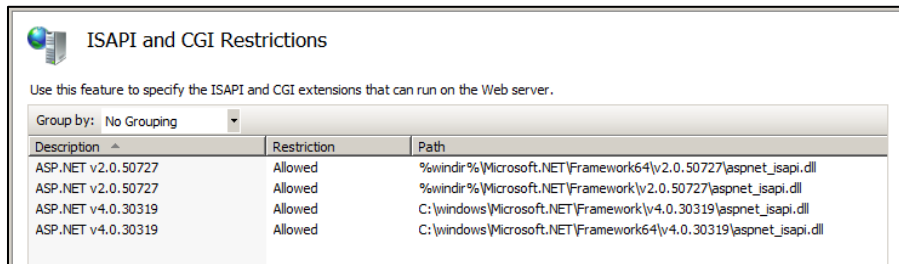 ISAPI and CGI Restrictions
Use this feature to specify the ISAPI and CGI extensions that can run on the Web server.
Group by: No Grouping
Description Restriction Path
ASP.NET v2.0.50727 Allowed %windir%\Microsoft.NET\Framework64\v2.0.50727\aspnet_isapi.dll
ASP.NET v2.0.50727 Allowed %windir%\Microsoft.NET\Framework\v2.0.50727\aspnet_isapi.dll
ASP.NET v4.0.30319 Allowed C:\windows\Microsoft.NET\Framework\v4.0.30319\aspnet_isapi.dll
ASP.NET v4.0.30319 Allowed C:\windows\Microsoft.NET\Framework64\v4.0.30319\aspnet_isapi.dll